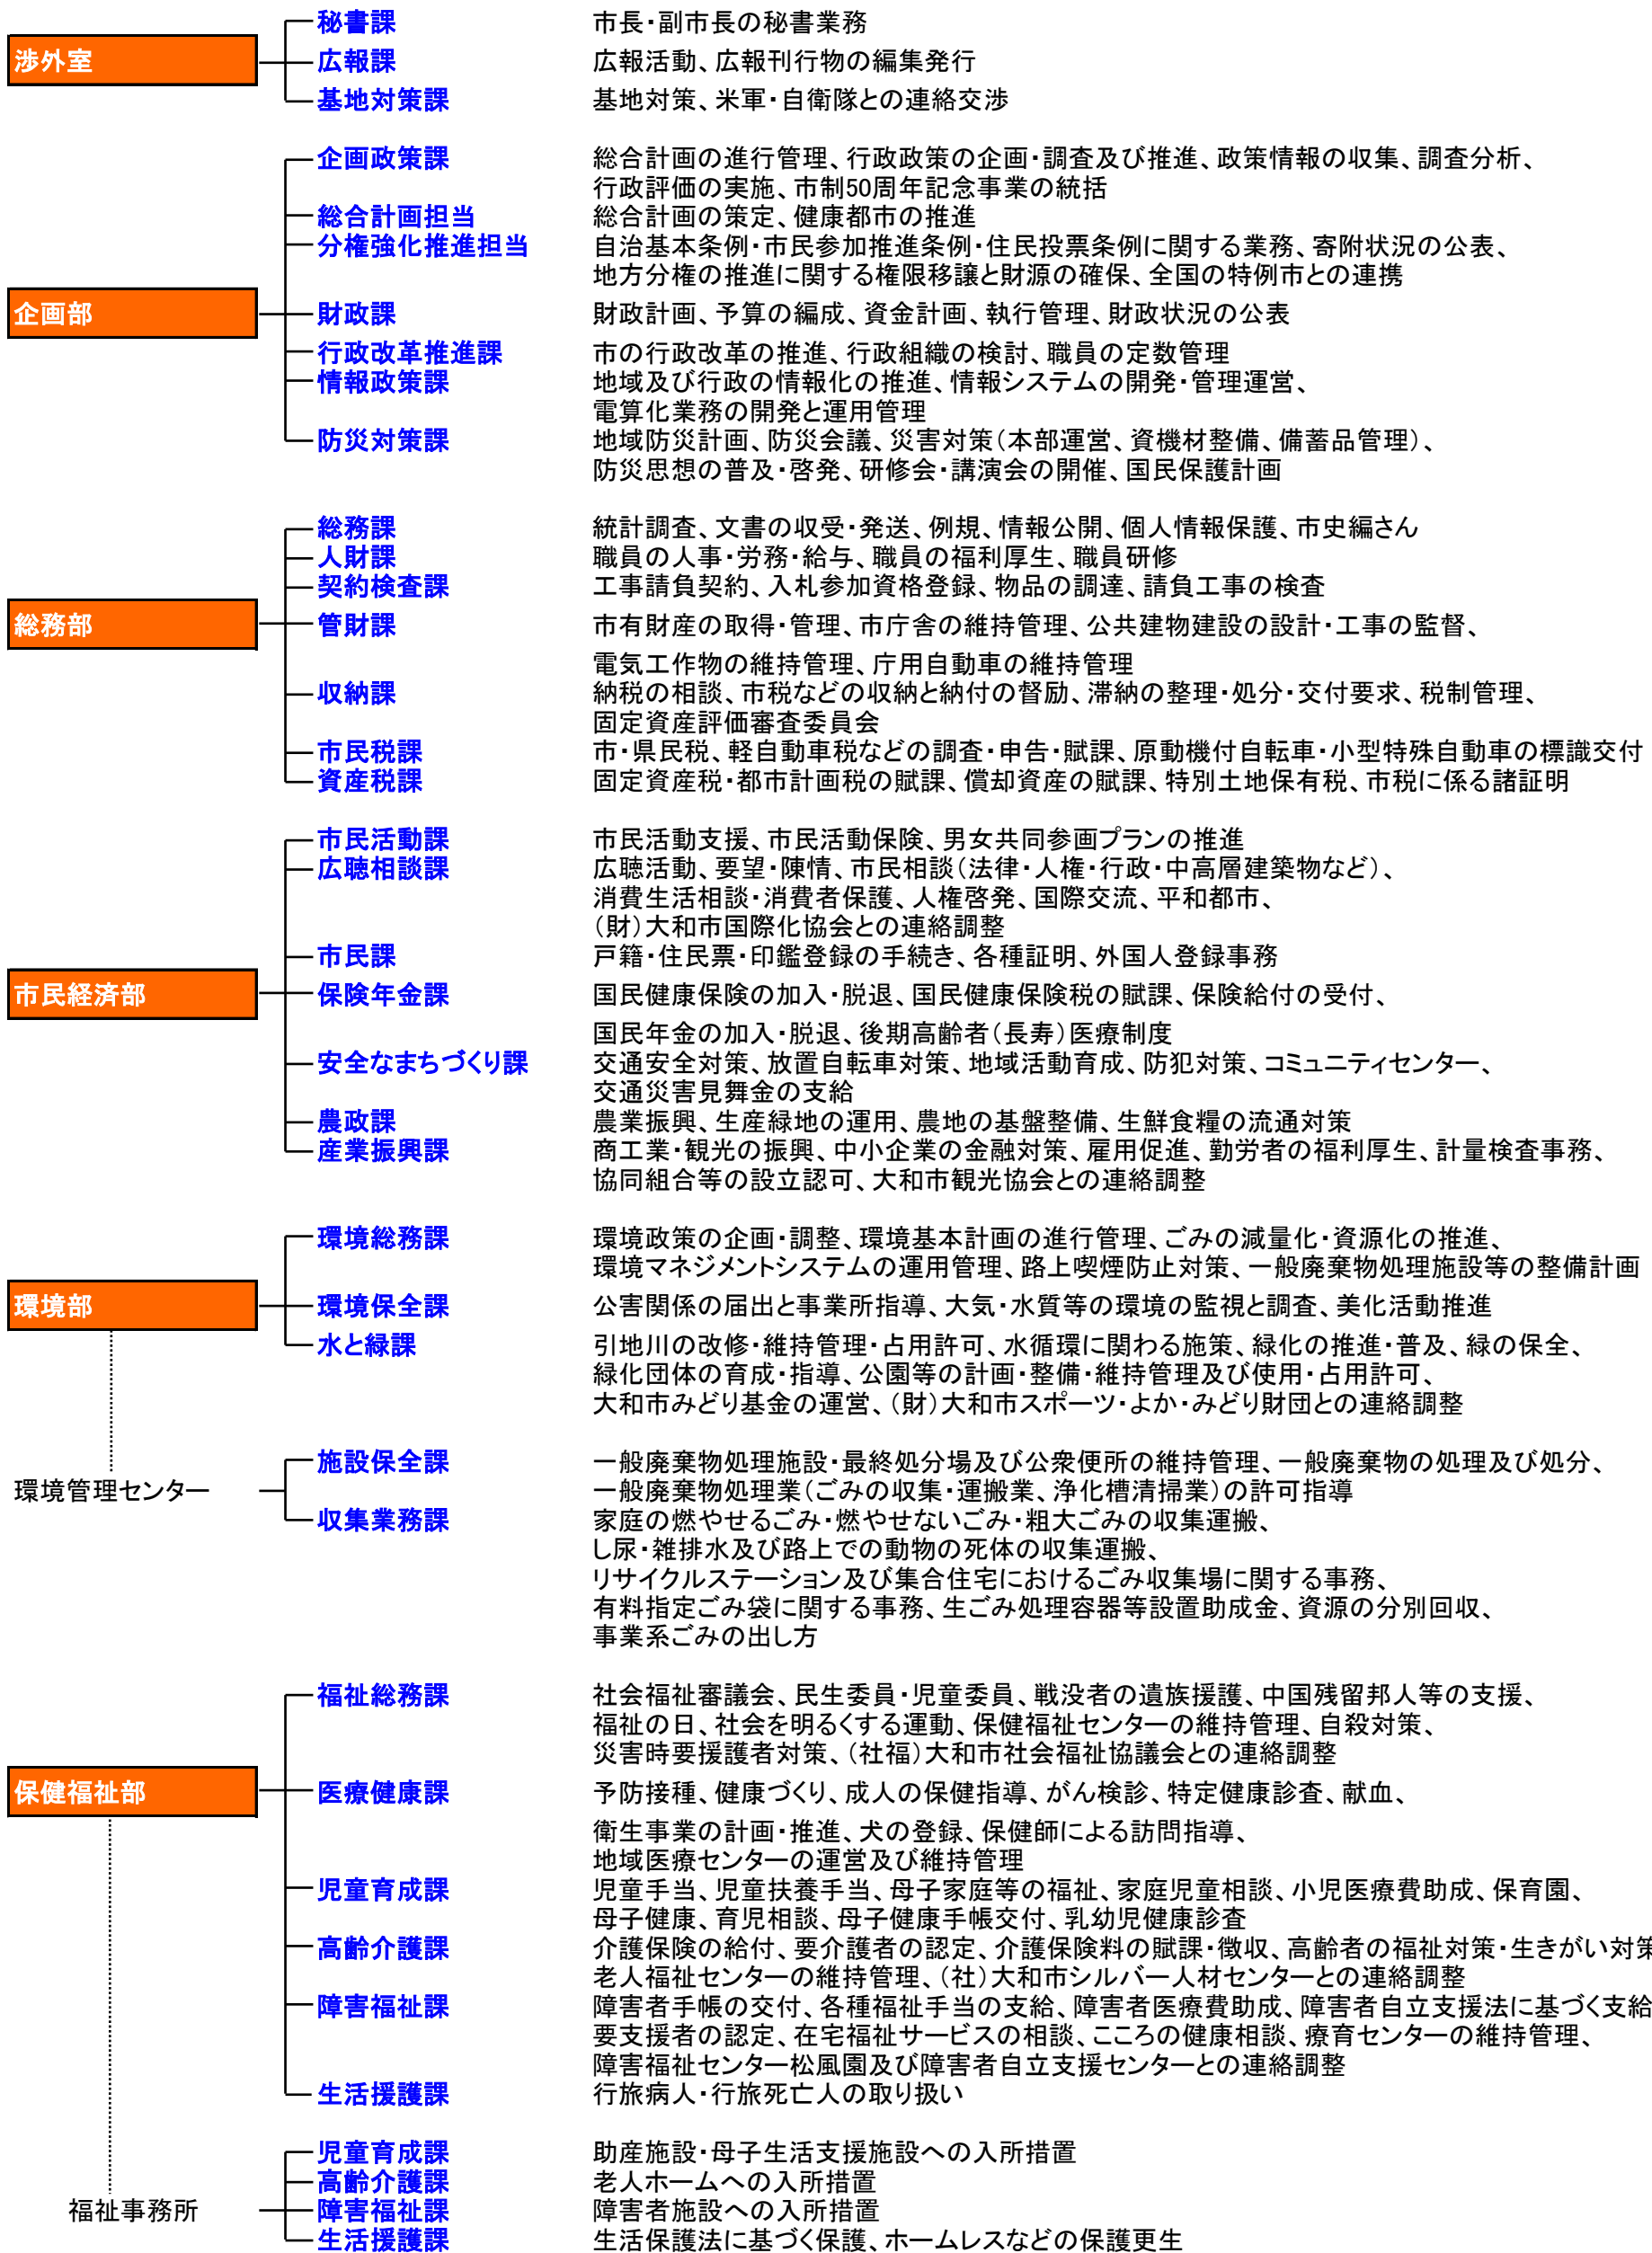 秘書課 市長・副市長の秘書業務
渉外室 広報課 広報活動、広報刊行物の編集発行
基地対策課 基地対策、米軍・自衛隊との連絡交渉
企画政策課 総合計画の進行管理、行政政策の企画・調査及び推進、政策情報の収集、調査分析、
行政評価の実施、市制50周年記念事業の統括
総合計画担当 総合計画の策定、健康都市の推進
分権強化推進担当 自治基本条例・市民参加推進条例・住民投票条例に関する業務、寄附状況の公表、
地方分権の推進に関する権限移譲と財源の確保、全国の特例市との連携
企画部 財政課 財政計画、予算の編成、資金計画、執行管理、財政状況の公表
行政改革推進課 市の行政改革の推進、行政組織の検討、職員の定数管理
情報政策課 地域及び行政の情報化の推進、情報システムの開発・管理運営、
電算化業務の開発と運用管理
防災対策課 地域防災計画、防災会議、災害対策（本部運営、資機材整備、備蓄品管理）、
防災思想の普及・啓発、研修会・講演会の開催、国民保護計画
総務課 統計調査、文書の収受・発送、例規、情報公開、個人情報保護、市史編さん
人財課 職員の人事・労務・給与、職員の福利厚生、職員研修
契約検査課 工事請負契約、入札参加資格登録、物品の調達、請負工事の検査
総務部 管財課 市有財産の取得・管理、市庁舎の維持管理、公共建物建設の設計・工事の監督、
電気工作物の維持管理、庁用自動車の維持管理
収納課 納税の相談、市税などの収納と納付の督励、滞納の整理・処分・交付要求、税制管理、
固定資産評価審査委員会
市民税課 市・県民税、軽自動車税などの調査・申告・賦課、原動機付自転車・小型特殊自動車の標識交付
資産税課 固定資産税・都市計画税の賦課、償却資産の賦課、特別土地保有税、市税に係る諸証明
市民活動課 市民活動支援、市民活動保険、男女共同参画プランの推進
広聴相談課 広聴活動、要望・陳情、市民相談（法律・人権・行政・中高層建築物など）、
消費生活相談・消費者保護、人権啓発、国際交流、平和都市、
（財）大和市国際化協会との連絡調整
市民課 戸籍・住民票・印鑑登録の手続き、各種証明、外国人登録事務
市民経済部 保険年金課 国民健康保険の加入・脱退、国民健康保険税の賦課、保険給付の受付、
国民年金の加入・脱退、後期高齢者（長寿）医療制度
安全なまちづくり課 交通安全対策、放置自転車対策、地域活動育成、防犯対策、コミュニティセンター、
交通災害見舞金の支給
農政課 農業振興、生産緑地の運用、農地の基盤整備、生鮮食糧の流通対策
産業振興課 商工業・観光の振興、中小企業の金融対策、雇用促進、勤労者の福利厚生、計量検査事務、
協同組合等の設立認可、大和市観光協会との連絡調整
環境総務課 環境政策の企画・調整、環境基本計画の進行管理、ごみの減量化・資源化の推進、
環境マネジメントシステムの運用管理、路上喫煙防止対策、一般廃棄物処理施設等の整備計画
環境部 環境保全課 公害関係の届出と事業所指導、大気・水質等の環境の監視と調査、美化活動推進
水と緑課 引地川の改修・維持管理・占用許可、水循環に関わる施策、緑化の推進・普及、緑の保全、
緑化団体の育成・指導、公園等の計画・整備・維持管理及び使用・占用許可、
大和市みどり基金の運営、（財）大和市スポーツ・よか・みどり財団との連絡調整
施設保全課 一般廃棄物処理施設・最終処分場及び公衆便所の維持管理、一般廃棄物の処理及び処分、
環境管理センター 一般廃棄物処理業（ごみの収集・運搬業、浄化槽清掃業）の許可指導
収集業務課 家庭の燃やせるごみ・燃やせないごみ・粗大ごみの収集運搬、
し尿・雑排水及び路上での動物の死体の収集運搬、
リサイクルステーション及び集合住宅におけるごみ収集場に関する事務、
有料指定ごみ袋に関する事務、生ごみ処理容器等設置助成金、資源の分別回収、
事業系ごみの出し方
福祉総務課 社会福祉審議会、民生委員・児童委員、戦没者の遺族援護、中国残留邦人等の支援、
福祉の日、社会を明るくする運動、保健福祉センターの維持管理、自殺対策、
災害時要援護者対策、（社福）大和市社会福祉協議会との連絡調整
保健福祉部 医療健康課 予防接種、健康づくり、成人の保健指導、がん検診、特定健康診査、献血、
衛生事業の計画・推進、犬の登録、保健師による訪問指導、
地域医療センターの運営及び維持管理
児童育成課 児童手当、児童扶養手当、母子家庭等の福祉、家庭児童相談、小児医療費助成、保育園、
母子健康、育児相談、母子健康手帳交付、乳幼児健康診査
高齢介護課 介護保険の給付、要介護者の認定、介護保険料の賦課・徴収、高齢者の福祉対策・生きがい対策
老人福祉センターの維持管理、（社）大和市シルバー人材センターとの連絡調整
障害福祉課 障害者手帳の交付、各種福祉手当の支給、障害者医療費助成、障害者自立支援法に基づく支給
要支援者の認定、在宅福祉サービスの相談、こころの健康相談、療育センターの維持管理、
障害福祉センター松風園及び障害者自立支援センターとの連絡調整
生活援護課 行旅病人・行旅死亡人の取り扱い
児童育成課 助産施設・母子生活支援施設への入所措置
高齢介護課 老人ホームへの入所措置
福祉事務所 障害福祉課 障害者施設への入所措置
生活援護課 生活保護法に基づく保護、ホームレスなどの保護更生